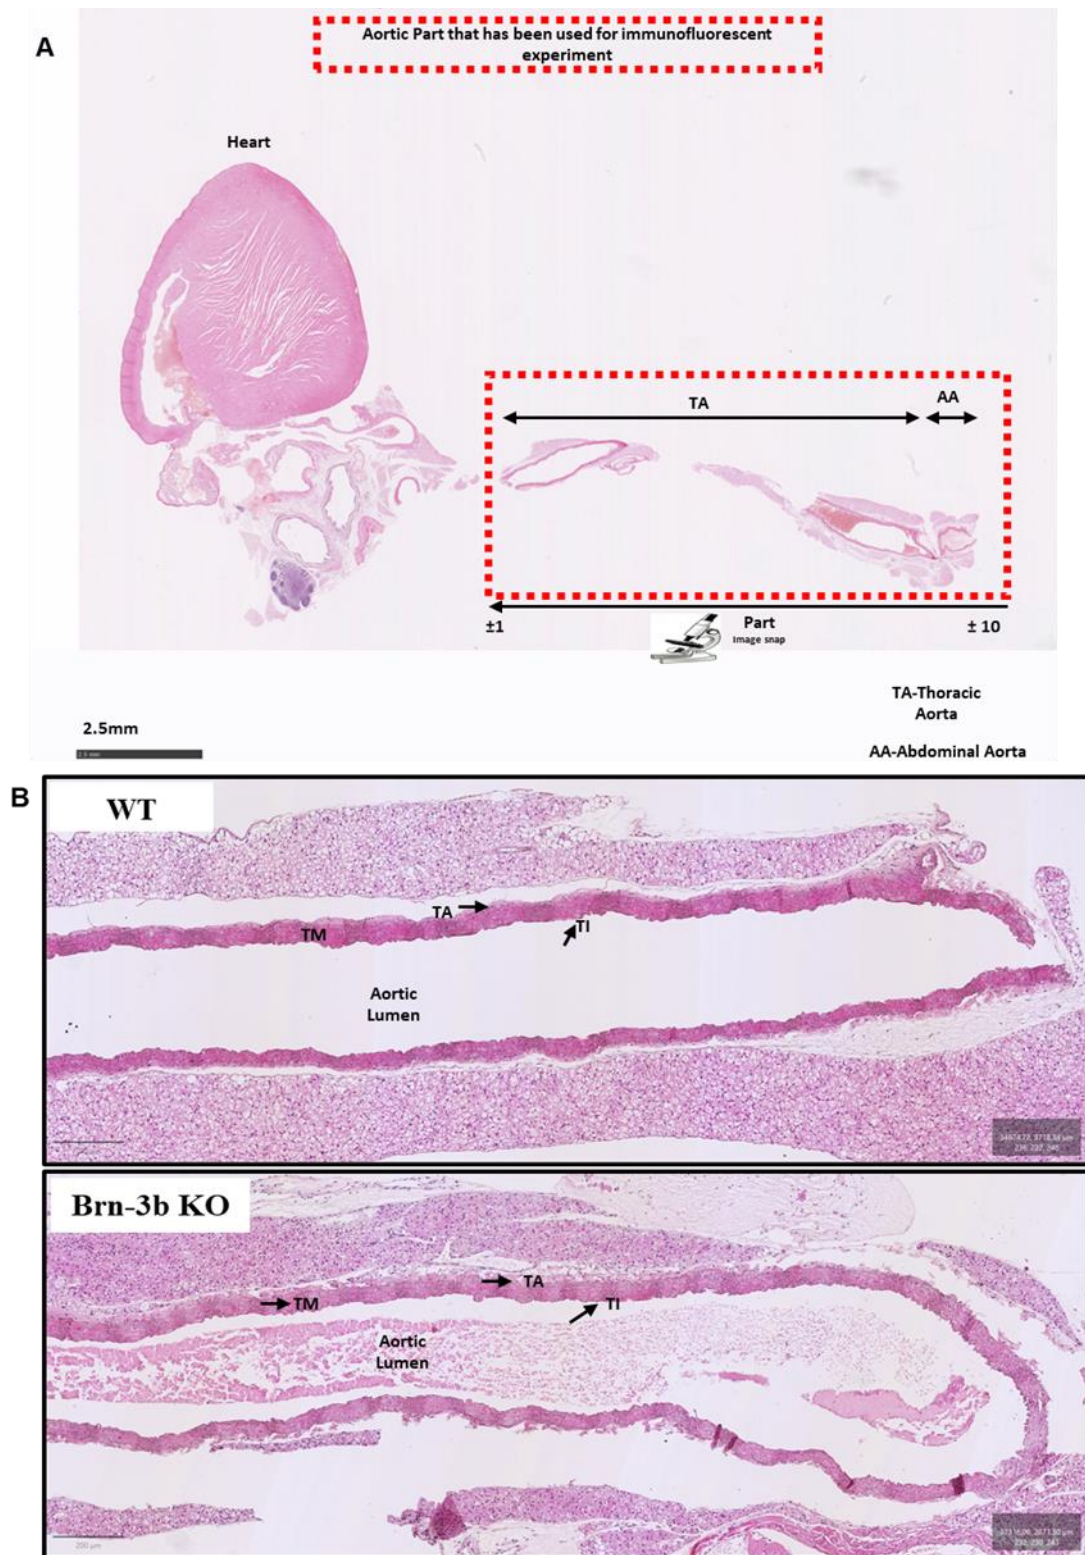 A
Aortic Part that has been used for immunofluorescent
experiment
Heart
TA
AA
±1
Part
± 10
Image snap
TA-Thoracic
Aorta
2.5mm
AA-Abdominal Aorta
B
WT
TA
TI
TM
Aortic
Lumen
Brn-3b KO
TA
TM
TI
Aortic
Lumen
200 µm